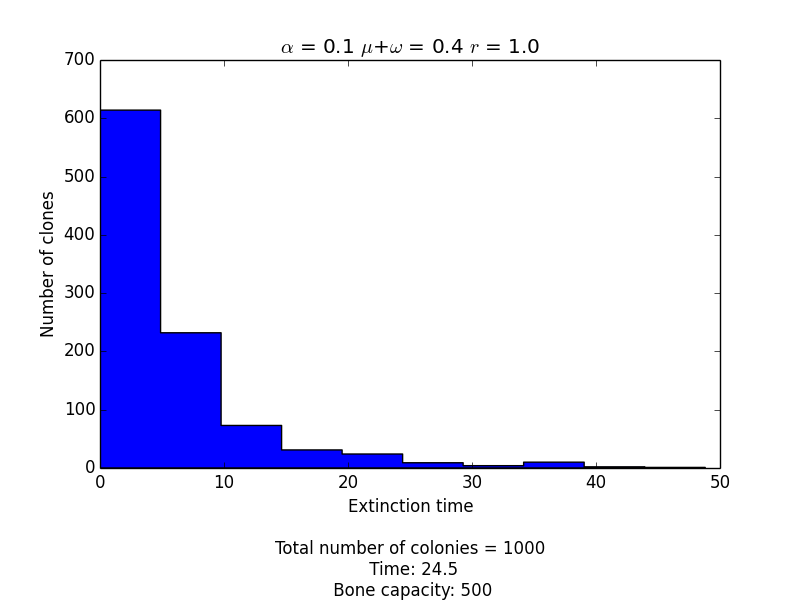 α = 0.1 μ+ω = 0.4 r = 1.0
700
600
500
400
300
200
100
0
Number of clones
0 10 20 30 40 50
Extinction time
Total number of colonies = 1000
Time: 24.5
Bone capacity: 500